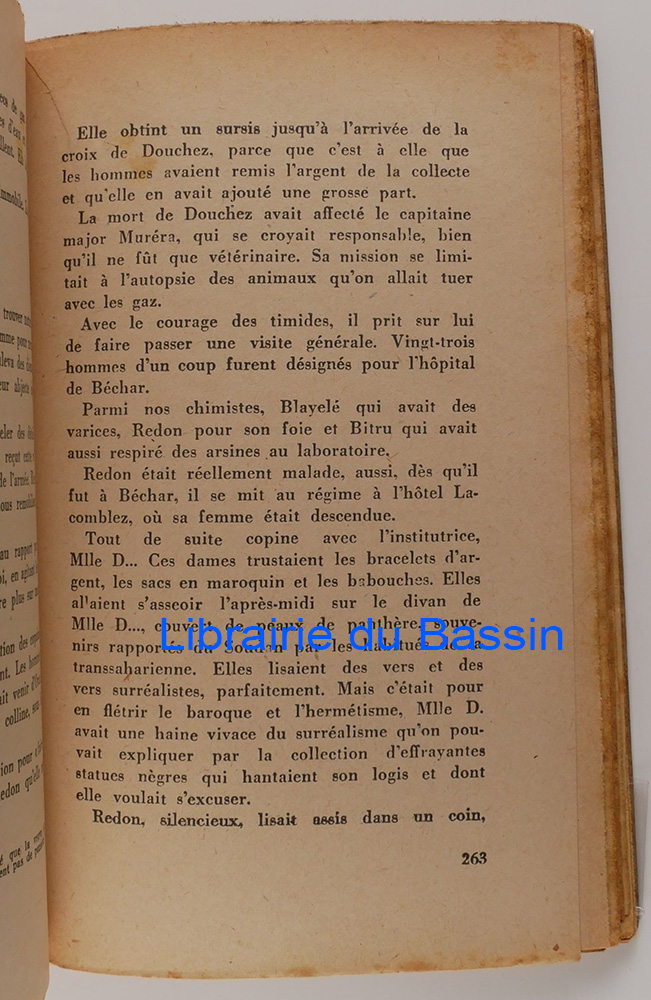 Elle obtint un sursis jusqu'à l'arrivée de la
croix de Douchez, parce que c'est à elle que
les hommes avaient remis l'argent de la collecte
et qu'elle en avait ajouté une grosse part.
La mort de Douchez avait affecté le capitaine
major Muréra, qui se croyait responsable, bien
qu'il ne fût que vétérinaire. Sa mission se limi-
tait à l'autopsie des animaux qu'on allait tuer
avec les gaz.
Avec le courage des timides, il prit sur lui
de faire passer une visite générale. Vingt-trois
hommes d'un coup furent désignés pour l'hôpital
de Béchar.
Parmi nos chimistes, Blayelé qui avait des
varices, Redon pour son foie et Bitru qui avait
aussi respiré des arsines au laboratoire.
Redon était réellement malade, aussi, dès qu'il
fut à Béchar, il se mit au régime à l'hôtel La-
comblez, où sa femme était descendue.
Tout de suite copine avec l'institutrice,
Mlle D... Ces dames trustaient les bracelets d'ar-
gent, les sacs en maroquin et les babouches. Elles
allaient s'asseoir l'après-midi sur le divan de
Mlle D..., couvert de peaux de panthère, souve-
nirs rapportés du Soudan par les habitués de la
Librairie du Bassin
transsaharienne. Elles lisaient des vers et des
vers surréalistes, parfaitement. Mais c'était pour
en flétrir le baroque et l'hermétisme, Mlle D.
avait une haine vivace du surréalisme qu'on pou-
vait expliquer par la collection d'effrayantes
statues nègres qui hantaient son logis et dont
elle voulait s'excuser.
Redon, silencieux, lisait assis dans un coin,
263